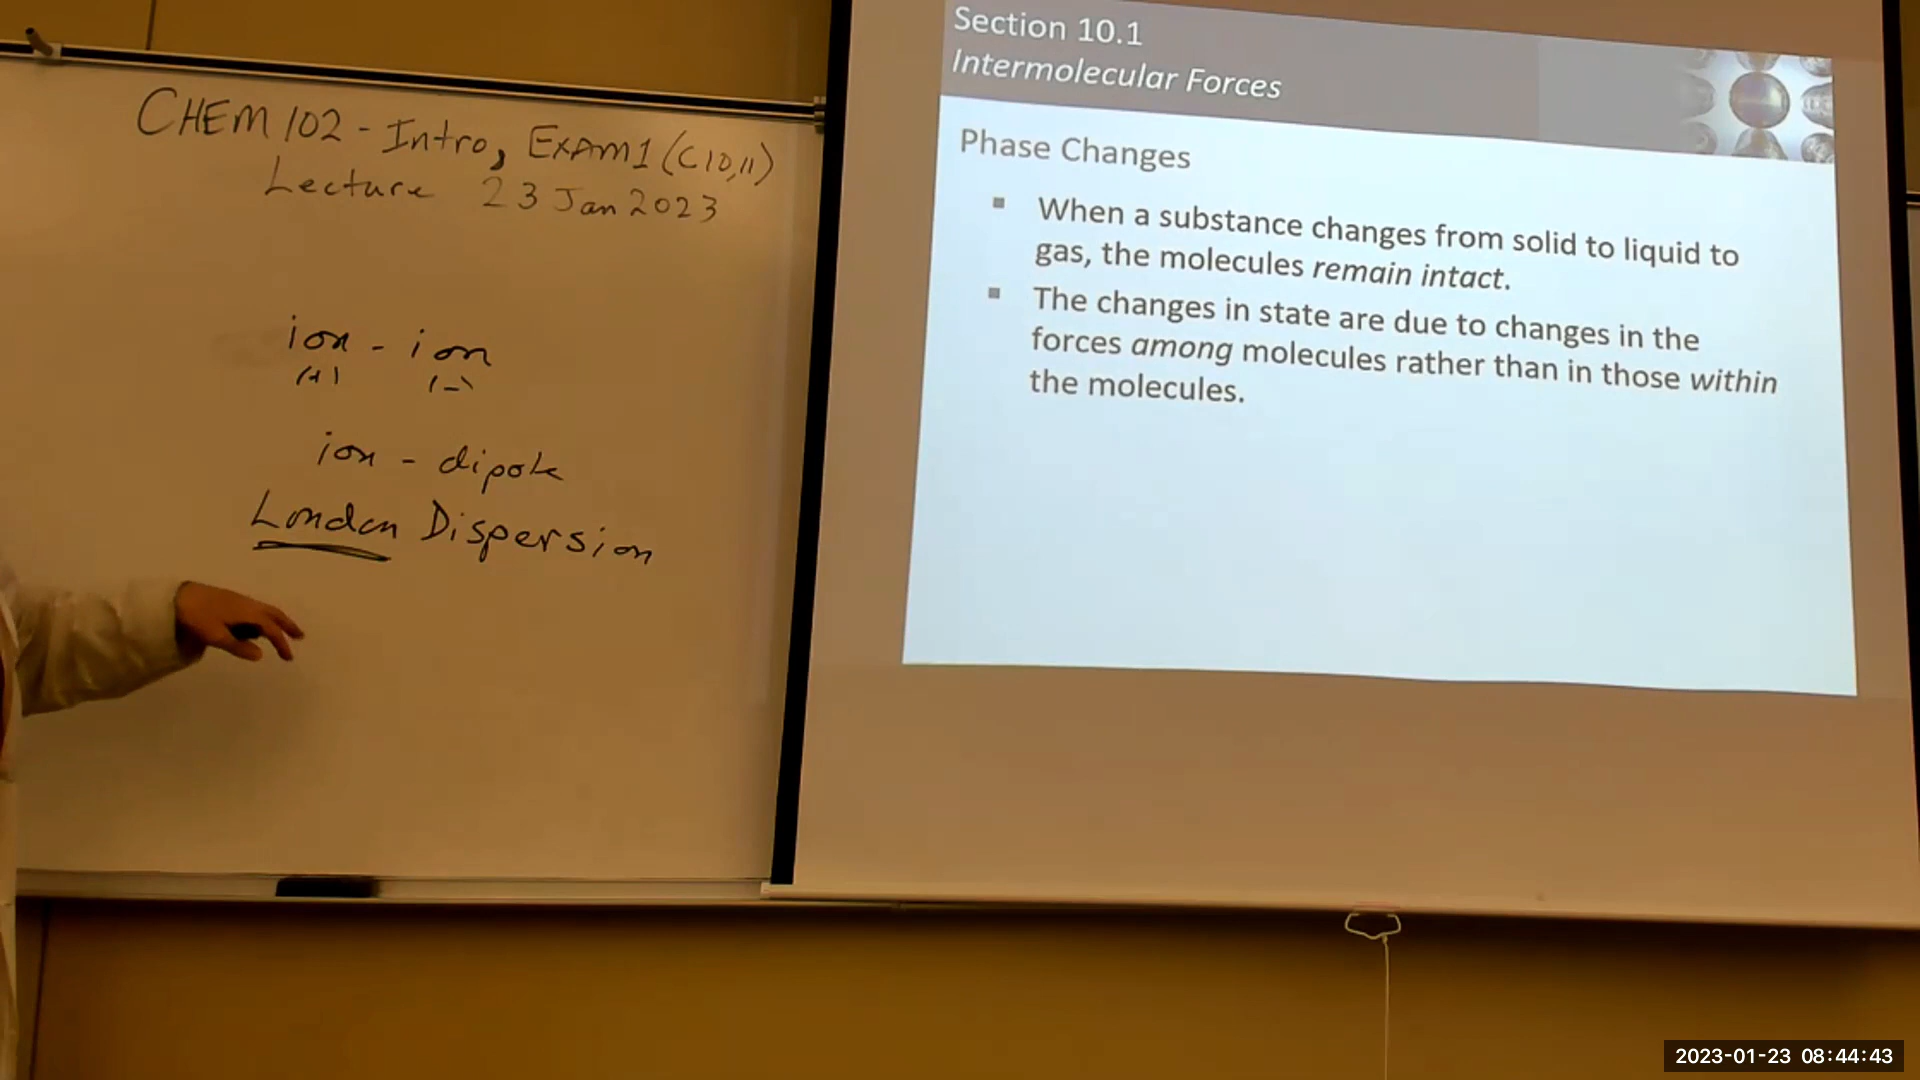 CHEM 102 - Intro, EXAM 1 (C10,11)
Lecture 23 Jan 2023
ion - ion
(+) (-)
ion - dipole
London Dispersion
Section 10.1
Intermolecular Forces
Phase Changes
▪ When a substance changes from solid to liquid to
gas, the molecules remain intact.
▪ The changes in state are due to changes in the
forces among molecules rather than in those within
the molecules.
2023-01-23 08:44:43